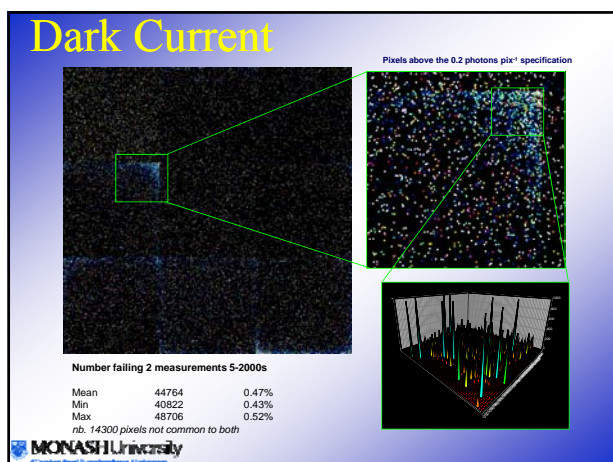 Dark Current
Pixels above the 0.2 photons pix-1 specification
Number failing 2 measurements 5-2000s
Mean 44764 0.47%
Min 40822 0.43%
Max 48706 0.52%
nb. 14300 pixels not common to both
MONASH University